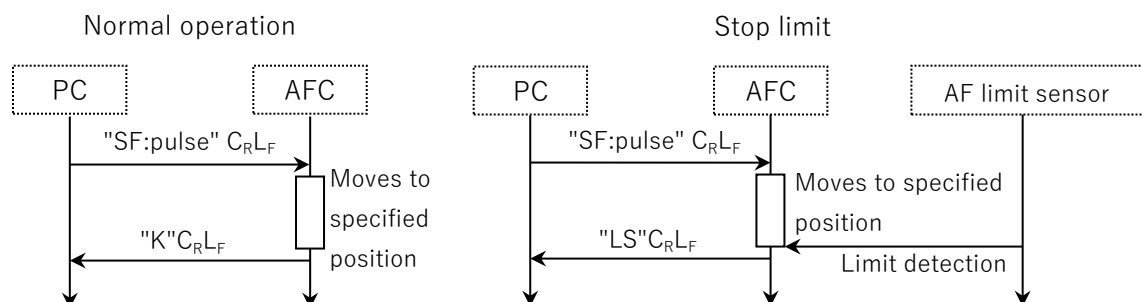 Normal operation
PC
AFC
"SF:pulse" CRLF
Moves to
specified
position
"K"CRLF
Stop limit
PC
AFC
AF limit sensor
"SF:pulse" CRLF
Moves to specified
position
"LS"CRLF
Limit detection